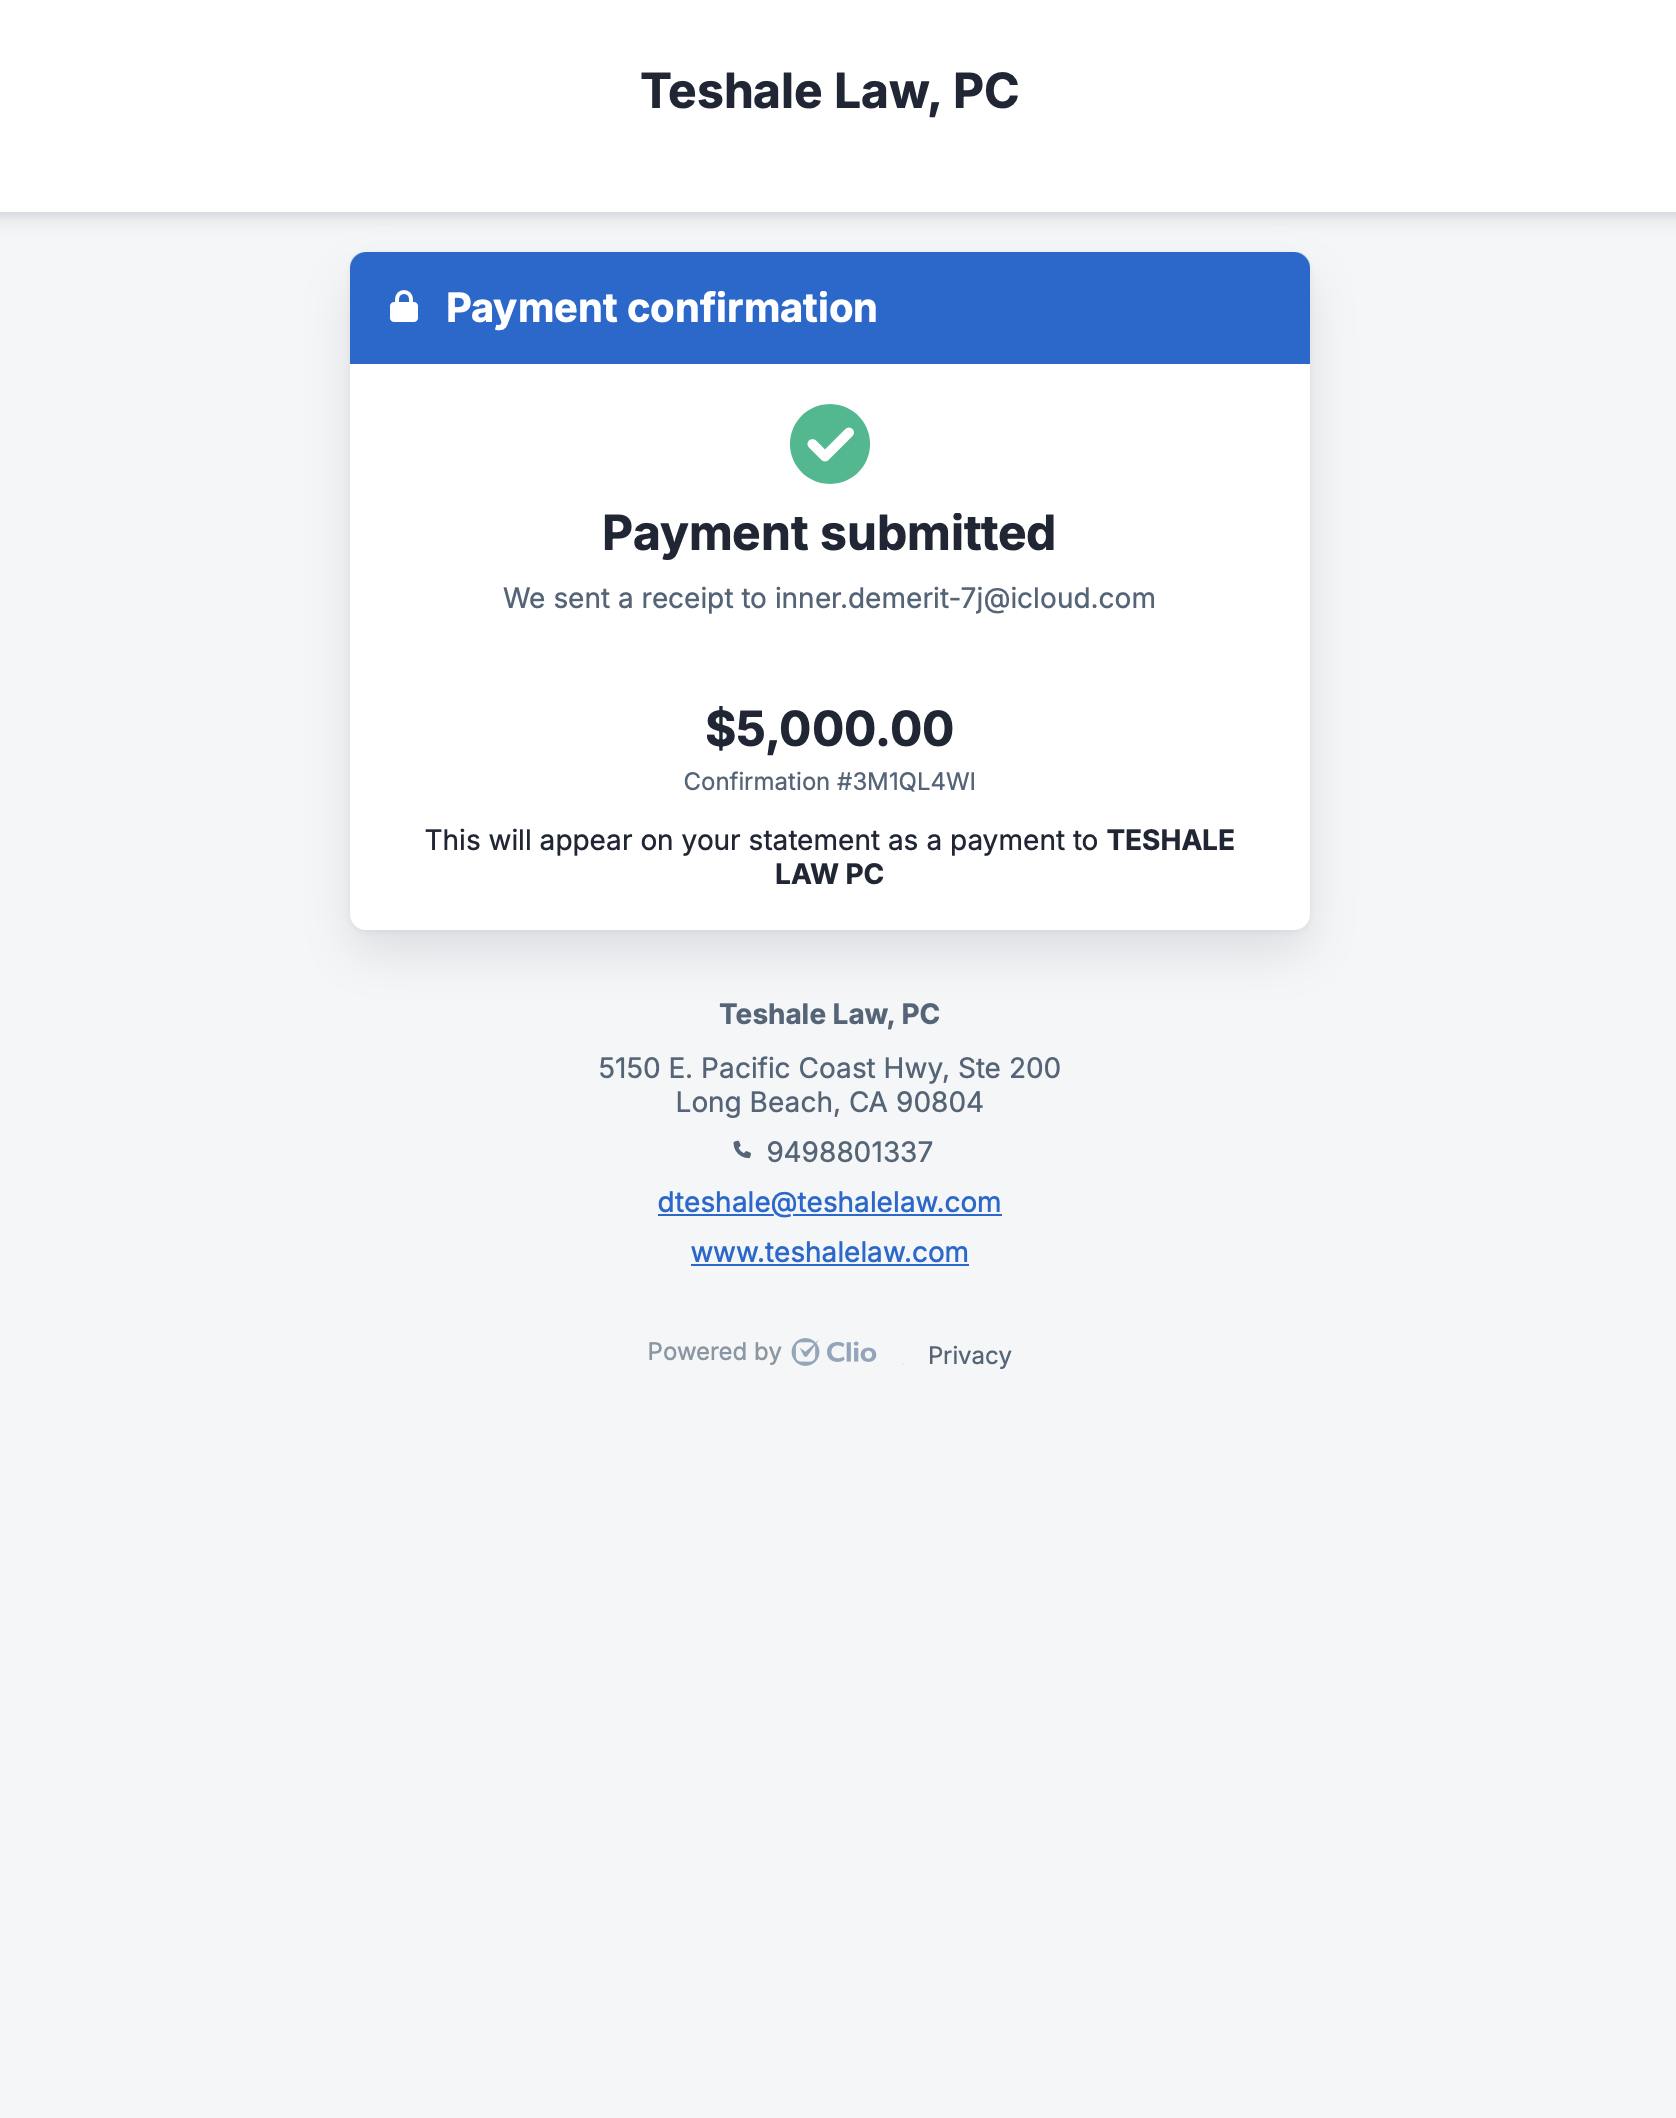 Teshale Law, PC
Payment confirmation
Payment submitted
We sent a receipt to inner.demerit-7j@icloud.com
$5,000.00
Confirmation #3M1QL4WI
This will appear on your statement as a payment to TESHALE
LAW PC
Teshale Law, PC
5150 E. Pacific Coast Hwy, Ste 200
Long Beach, CA 90804
9498801337
dteshale@teshalelaw.com
www.teshalelaw.com
Powered by Clio Privacy